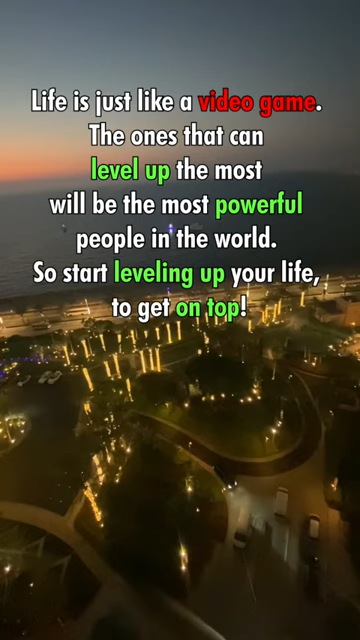 Life is just like a video game.
The ones that can
level up the most
will be the most powerful
people in the world.
So start leveling up your life,
to get on top!